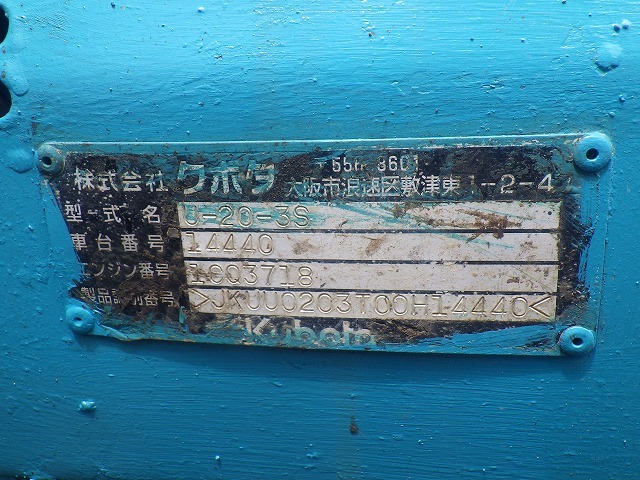 株式会社 クボタ 556-8601
大阪市浪速区敷津東1-2-4
型式名 U-20-3S
車台番号 14440
エンジン番号 1QQ3718
製品識別番号 >JKUU0203T00H14440<
Kubota